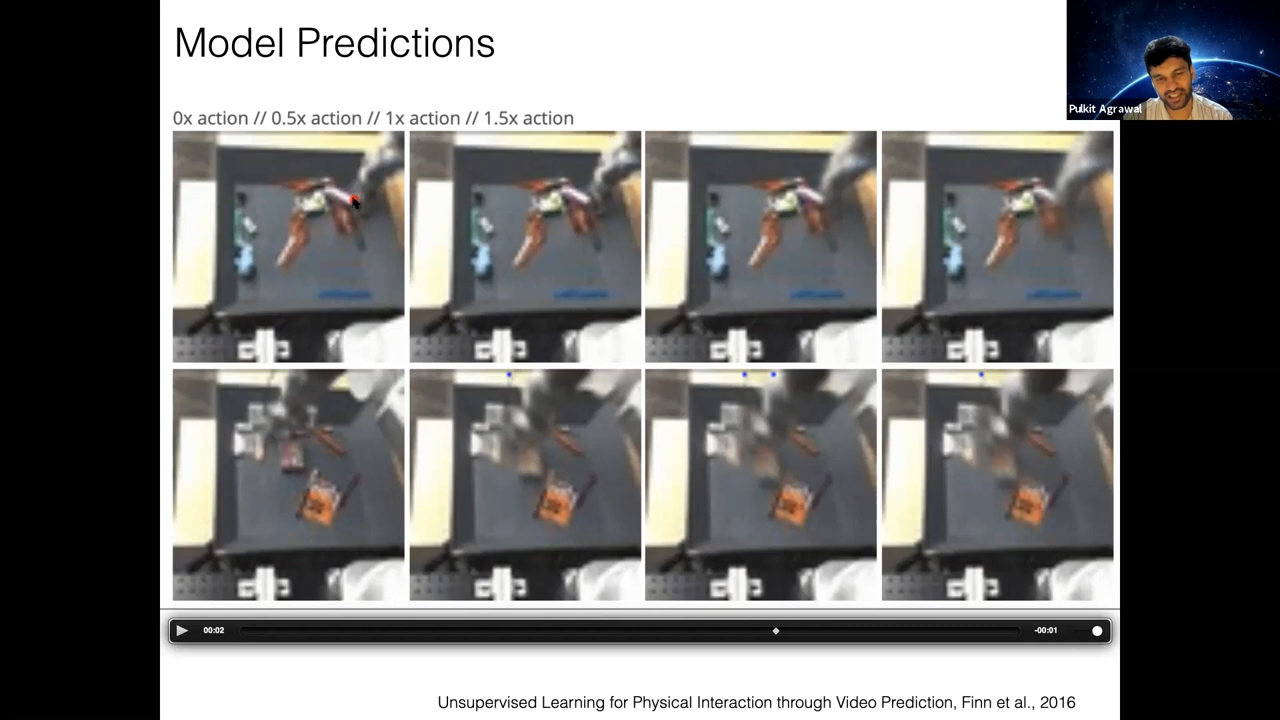 Model Predictions
Pulkit Agrawal
0x action // 0.5x action // 1x action // 1.5x action
00:02
-00:01
Unsupervised Learning for Physical Interaction through Video Prediction, Finn et al., 2016